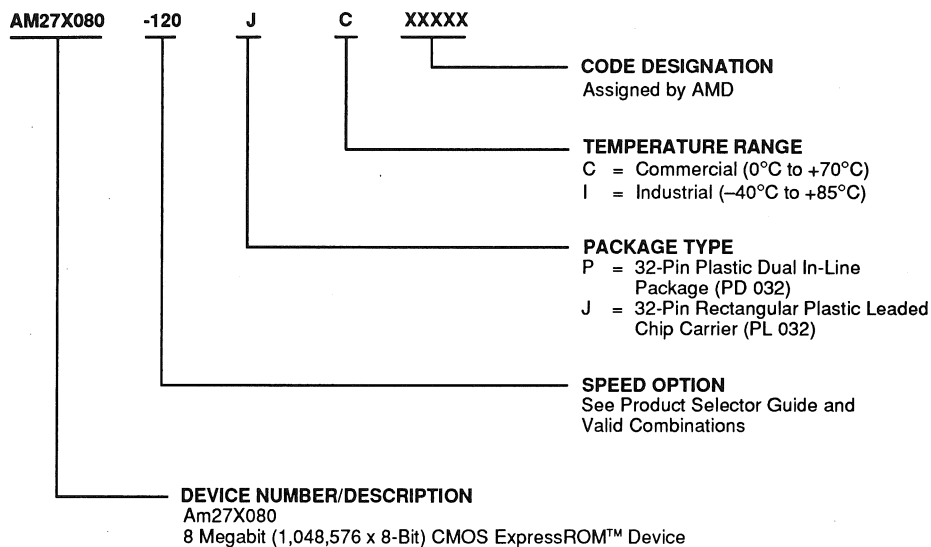 AM27X080 -120 J C XXXXX
CODE DESIGNATION
Assigned by AMD
TEMPERATURE RANGE
C = Commercial (0°C to +70°C)
I = Industrial (–40°C to +85°C)
PACKAGE TYPE
P = 32-Pin Plastic Dual In-Line
Package (PD 032)
J = 32-Pin Rectangular Plastic Leaded
Chip Carrier (PL 032)
SPEED OPTION
See Product Selector Guide and
Valid Combinations
DEVICE NUMBER/DESCRIPTION
Am27X080
8 Megabit (1,048,576 x 8-Bit) CMOS ExpressROM™ Device